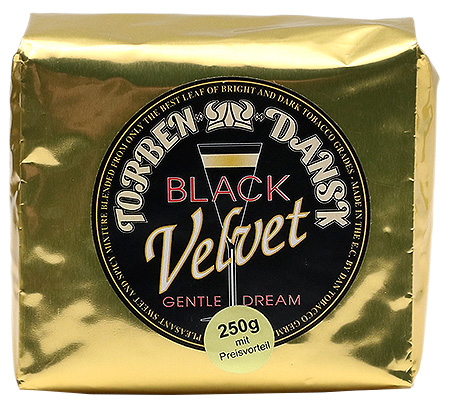 TORBEN DANSK
BLACK
Velvet
GENTLE DREAM
PLEASANT SWEET AND SPICY MIXTURE BLENDED FROM ONLY THE BEST LEAF OF BRIGHT AND DARK TOBACCO GRADES - MADE IN THE E.C. BY DAN TOBACCO
250g
mit
Preisvorteil